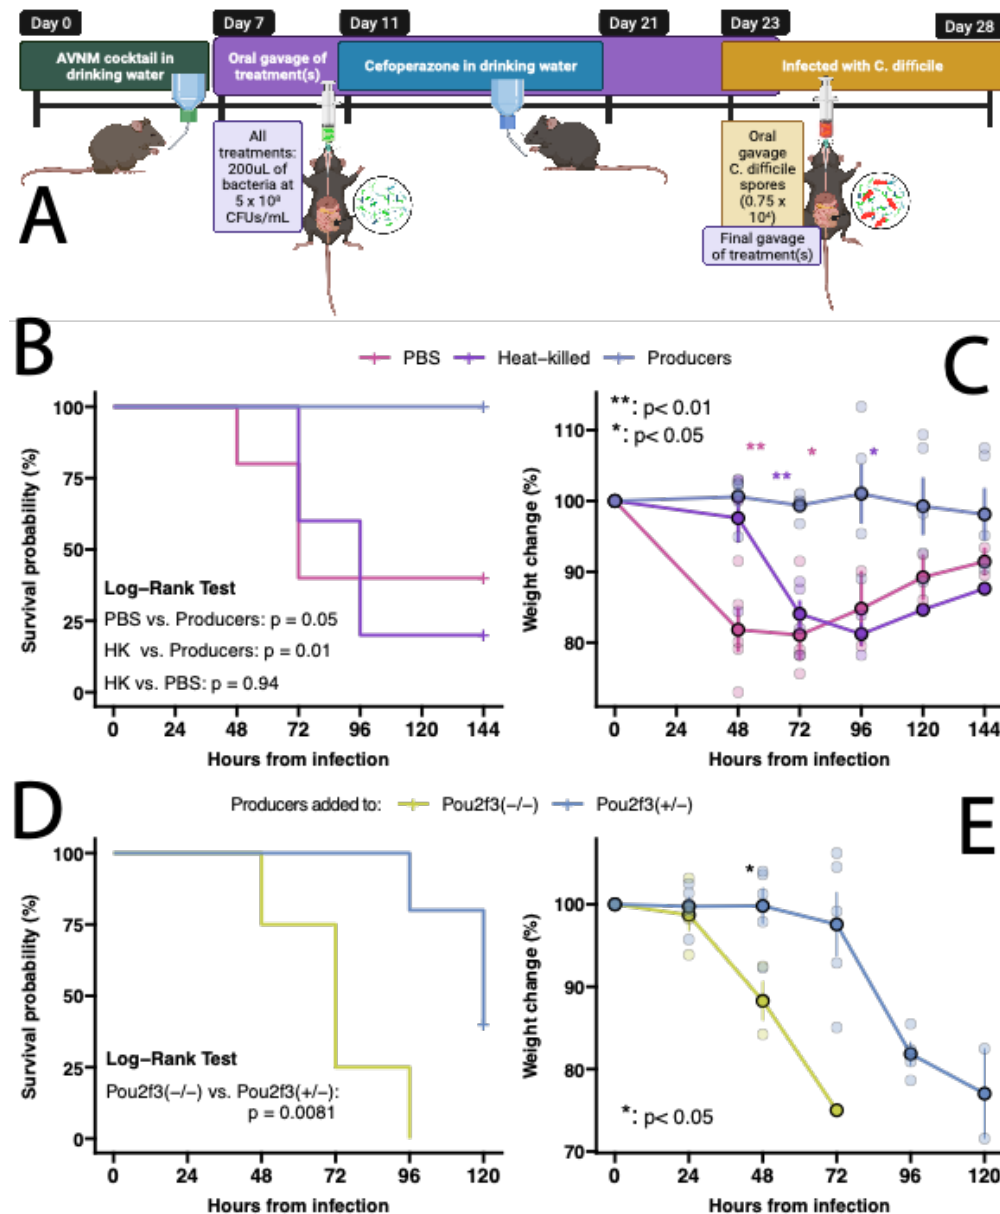 Day 0
Day 7
Day 11
Day 21
Day 23
Day 28
AVNM cocktail in
drinking water
Oral gavage of
treatment(s)
Cefoperazone in drinking water
Infected with C. difficile
All
treatments:
200uL of
bacteria at
5 x 10⁸
CFUs/mL
Oral
gavage
C. difficile
spores
(0.75 x
10⁴)
Final gavage
of treatment(s)
A
B
PBS
Heat-killed
Producers
C
Survival probability (%)
100
75
50
25
0
Log-Rank Test
PBS vs. Producers: p = 0.05
HK vs. Producers: p = 0.01
HK vs. PBS: p = 0.94
0 24 48 72 96 120 144
Hours from infection
Weight change (%)
110
100
90
80
**: p< 0.01
*: p< 0.05
**
**
*
*
0 24 48 72 96 120 144
Hours from infection
D
Producers added to:
Pou2f3(-/-)
Pou2f3(+/-)
E
Survival probability (%)
100
75
50
25
0
Log-Rank Test
Pou2f3(-/-) vs. Pou2f3(+/-):
p = 0.0081
0 24 48 72 96 120
Hours from infection
Weight change (%)
100
90
80
70
*
*: p< 0.05
0 24 48 72 96 120
Hours from infection